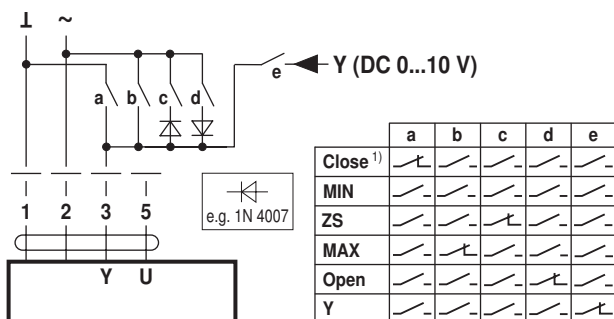 ⊥ ~
e Y (DC 0...10 V)
a b c d
1 2 3 5
e.g. 1N 4007
Y U
a b c d e
Close 1)
MIN
ZS
MAX
Open
Y